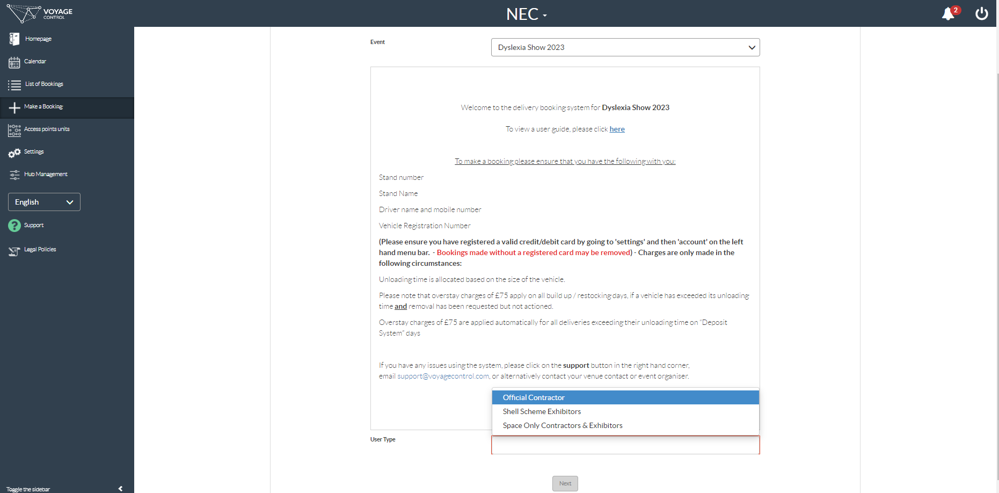 VOYAGE
CONTROL
NEC
2
Homepage
Calendar
List of Bookings
Make a Booking
Access points units
Settings
Hub Management
English
?
Support
Legal Policies
Toggle the sidebar
Event
Dyslexia Show 2023
Welcome to the delivery booking system for Dyslexia Show 2023
To view a user guide, please click here
To make a booking please ensure that you have the following with you:
Stand number
Stand Name
Driver name and mobile number
Vehicle Registration Number
(Please ensure you have registered a valid credit/debit card by going to 'settings' and then 'account' on the left
hand menu bar. - Bookings made without a registered card may be removed) - Charges are only made in the
following circumstances:
Unloading time is allocated based on the size of the vehicle.
Please note that overstay charges of £75 apply on all build up / restocking days, if a vehicle has exceeded its unloading
time and removal has been requested but not actioned.
Overstay charges of £75 are applied automatically for all deliveries exceeding their unloading time on “Deposit
System” days
If you have any issues using the system, please click on the support button in the right hand corner,
email support@voyagecontrol.com, or alternatively contact your venue contact or event organiser.
Official Contractor
Shell Scheme Exhibitors
Space Only Contractors & Exhibitors
User Type
Next